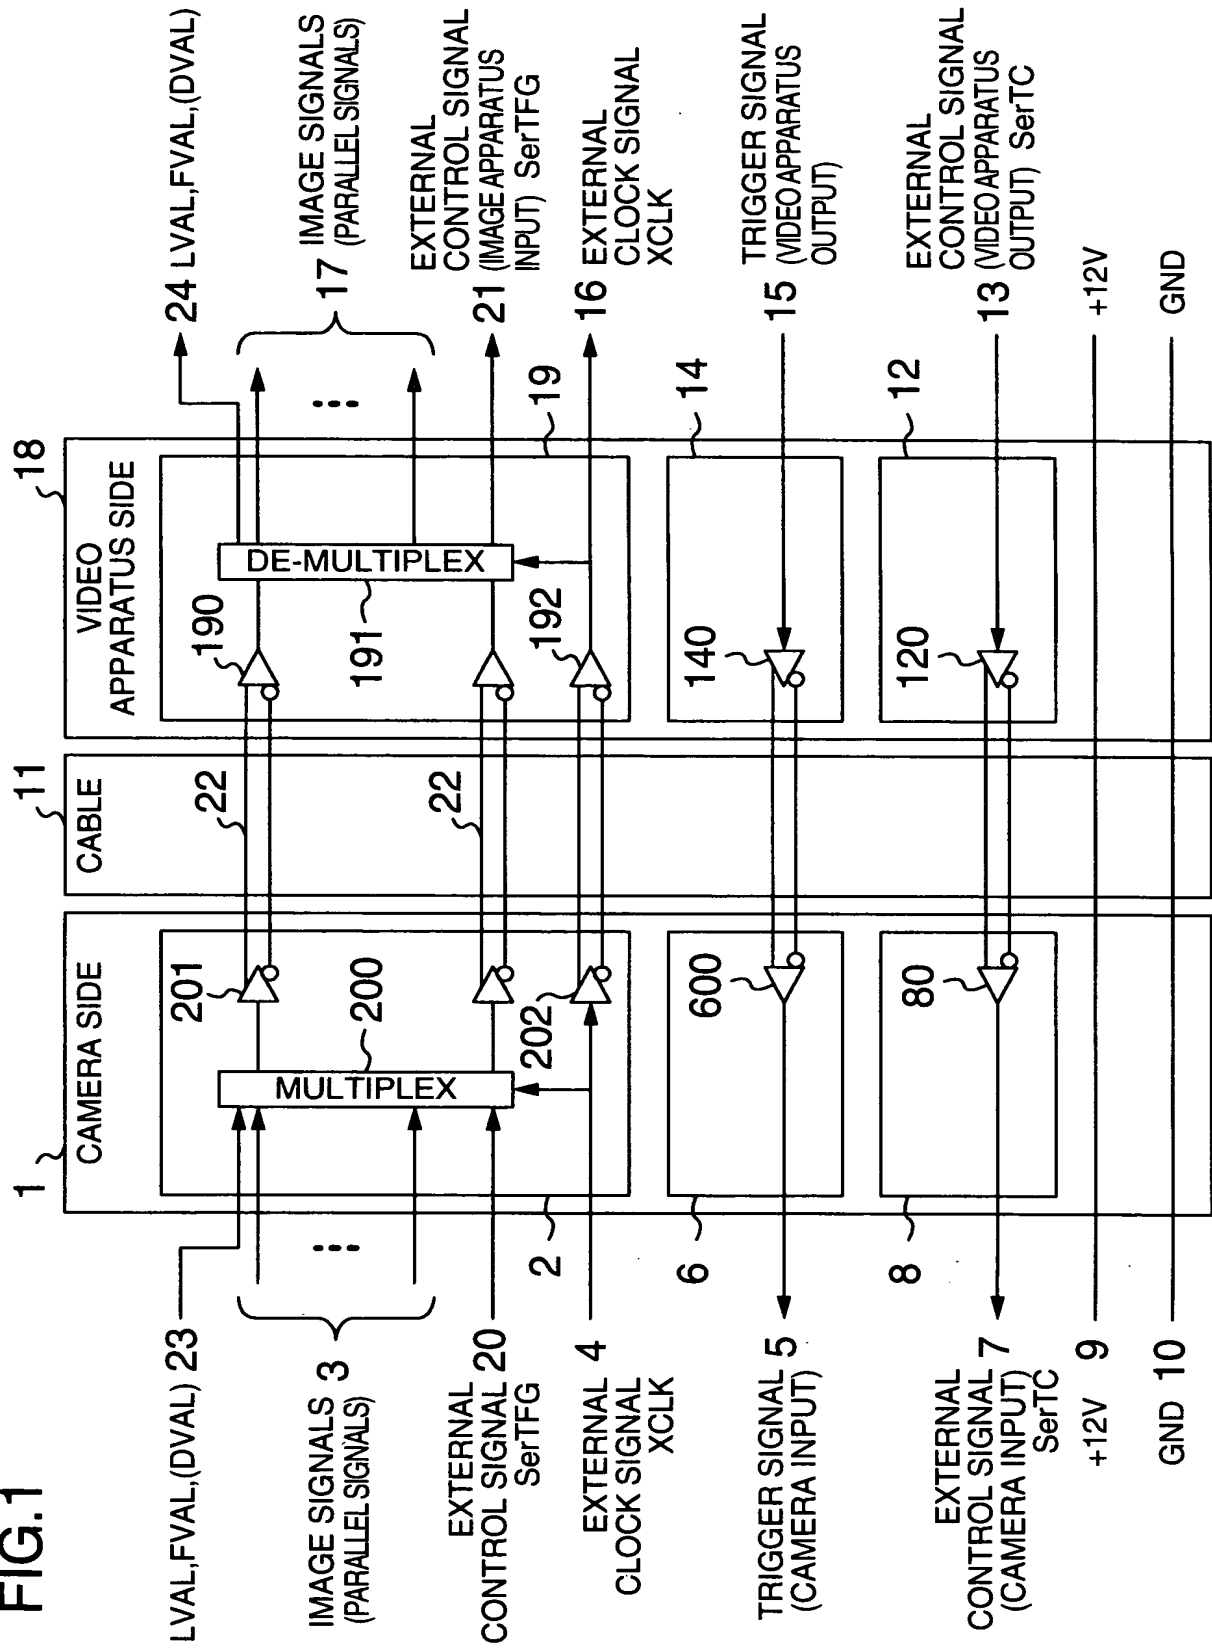 FIG.1
1
CAMERA SIDE
11
CABLE
18
VIDEO
APPARATUS SIDE
LVAL,FVAL,(DVAL) 23
24 LVAL,FVAL,(DVAL)
IMAGE SIGNALS 3
(PARALLEL SIGNALS)
17 IMAGE SIGNALS
(PARALLEL SIGNALS)
201
22
190
MULTIPLEX
200
DE-MULTIPLEX
191
EXTERNAL
CONTROL SIGNAL 20
SerTFG
22
21 EXTERNAL
CONTROL SIGNAL
(IMAGE APPARATUS
INPUT) SerTFG
202
192
2
19
EXTERNAL 4
CLOCK SIGNAL
XCLK
16 EXTERNAL
CLOCK SIGNAL
XCLK
6
600
140
14
TRIGGER SIGNAL 5
(CAMERA INPUT)
15 TRIGGER SIGNAL
(VIDEO APPARATUS
OUTPUT)
8
80
120
12
EXTERNAL
CONTROL SIGNAL 7
(CAMERA INPUT)
SerTC
13 EXTERNAL
CONTROL SIGNAL
(VIDEO APPARATUS
OUTPUT) SerTC
+12V 9
+12V
GND 10
GND